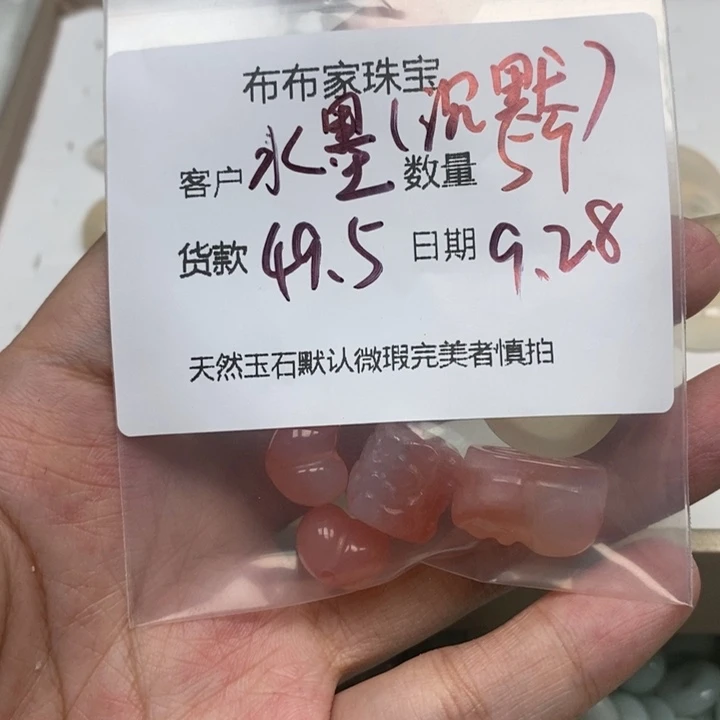 布布家珠宝
客户 水墨(沉默) 数量 5个
货款 49.5 日期 9.28
天然玉石默认微瑕完美者慎拍